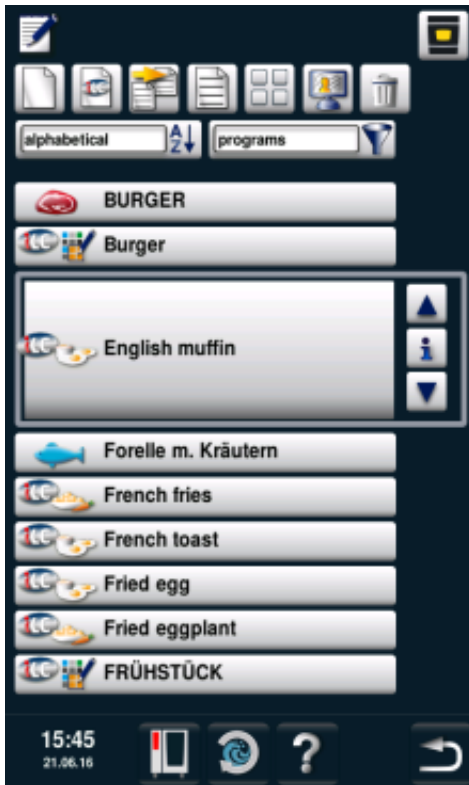 alphabetical A Z programs
BURGER
Burger
English muffin
i
Forelle m. Kräutern
French fries
French toast
Fried egg
Fried eggplant
FRÜHSTÜCK
15:45
21.06.16
?